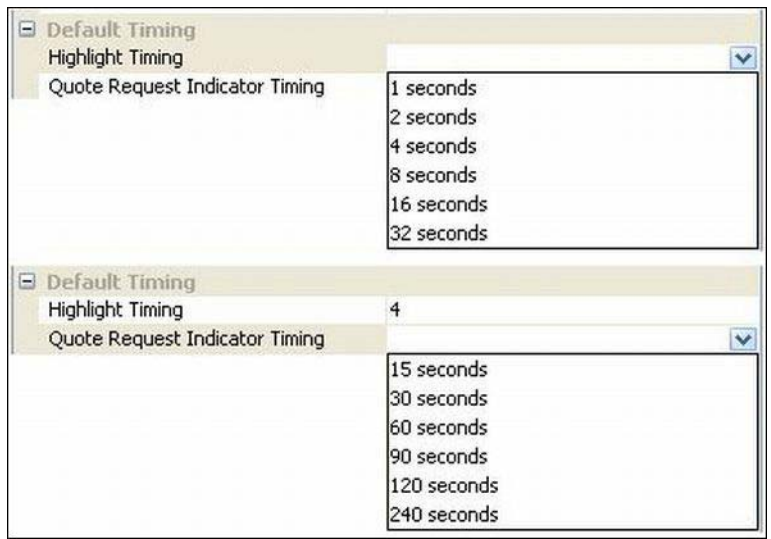 Default Timing
Highlight Timing
Quote Request Indicator Timing
1 seconds
2 seconds
4 seconds
8 seconds
16 seconds
32 seconds
Default Timing
Highlight Timing 4
Quote Request Indicator Timing
15 seconds
30 seconds
60 seconds
90 seconds
120 seconds
240 seconds